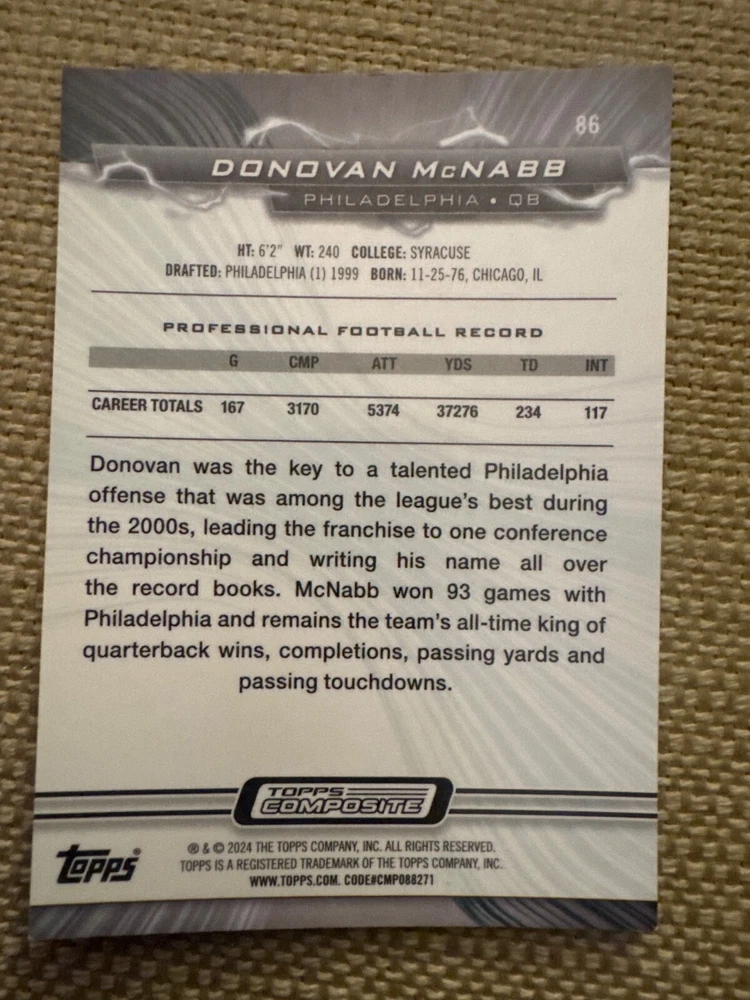 86
DONOVAN McNABB
PHILADELPHIA • QB
HT: 6'2" WT: 240 COLLEGE: SYRACUSE
DRAFTED: PHILADELPHIA (1) 1999 BORN: 11-25-76, CHICAGO, IL
PROFESSIONAL FOOTBALL RECORD
G CMP ATT YDS TD INT
CAREER TOTALS 167 3170 5374 37276 234 117
Donovan was the key to a talented Philadelphia
offense that was among the league's best during
the 2000s, leading the franchise to one conference
championship and writing his name all over
the record books. McNabb won 93 games with
Philadelphia and remains the team's all-time king of
quarterback wins, completions, passing yards and
passing touchdowns.
TOPPS
COMPOSITE
TOPPS®
® & © 2024 THE TOPPS COMPANY, INC. ALL RIGHTS RESERVED.
TOPPS IS A REGISTERED TRADEMARK OF THE TOPPS COMPANY, INC.
WWW.TOPPS.COM. CODE#CMP088271